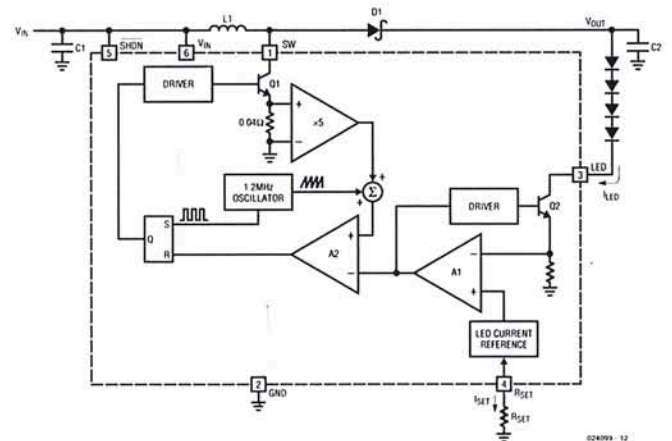 L1
D1
VIN
VOUT
C1
5
SHDN
6
VIN
1
SW
C2
DRIVER
Q1
+
×5
−
0.04Ω
3
LED
ILED
1.2MHz
OSCILLATOR
+
Σ
+
DRIVER
Q2
Q
S
R
A2
+
−
A1
−
+
LED CURRENT
REFERENCE
2
GND
4
RSET
ISET
RSET
024099 - 12